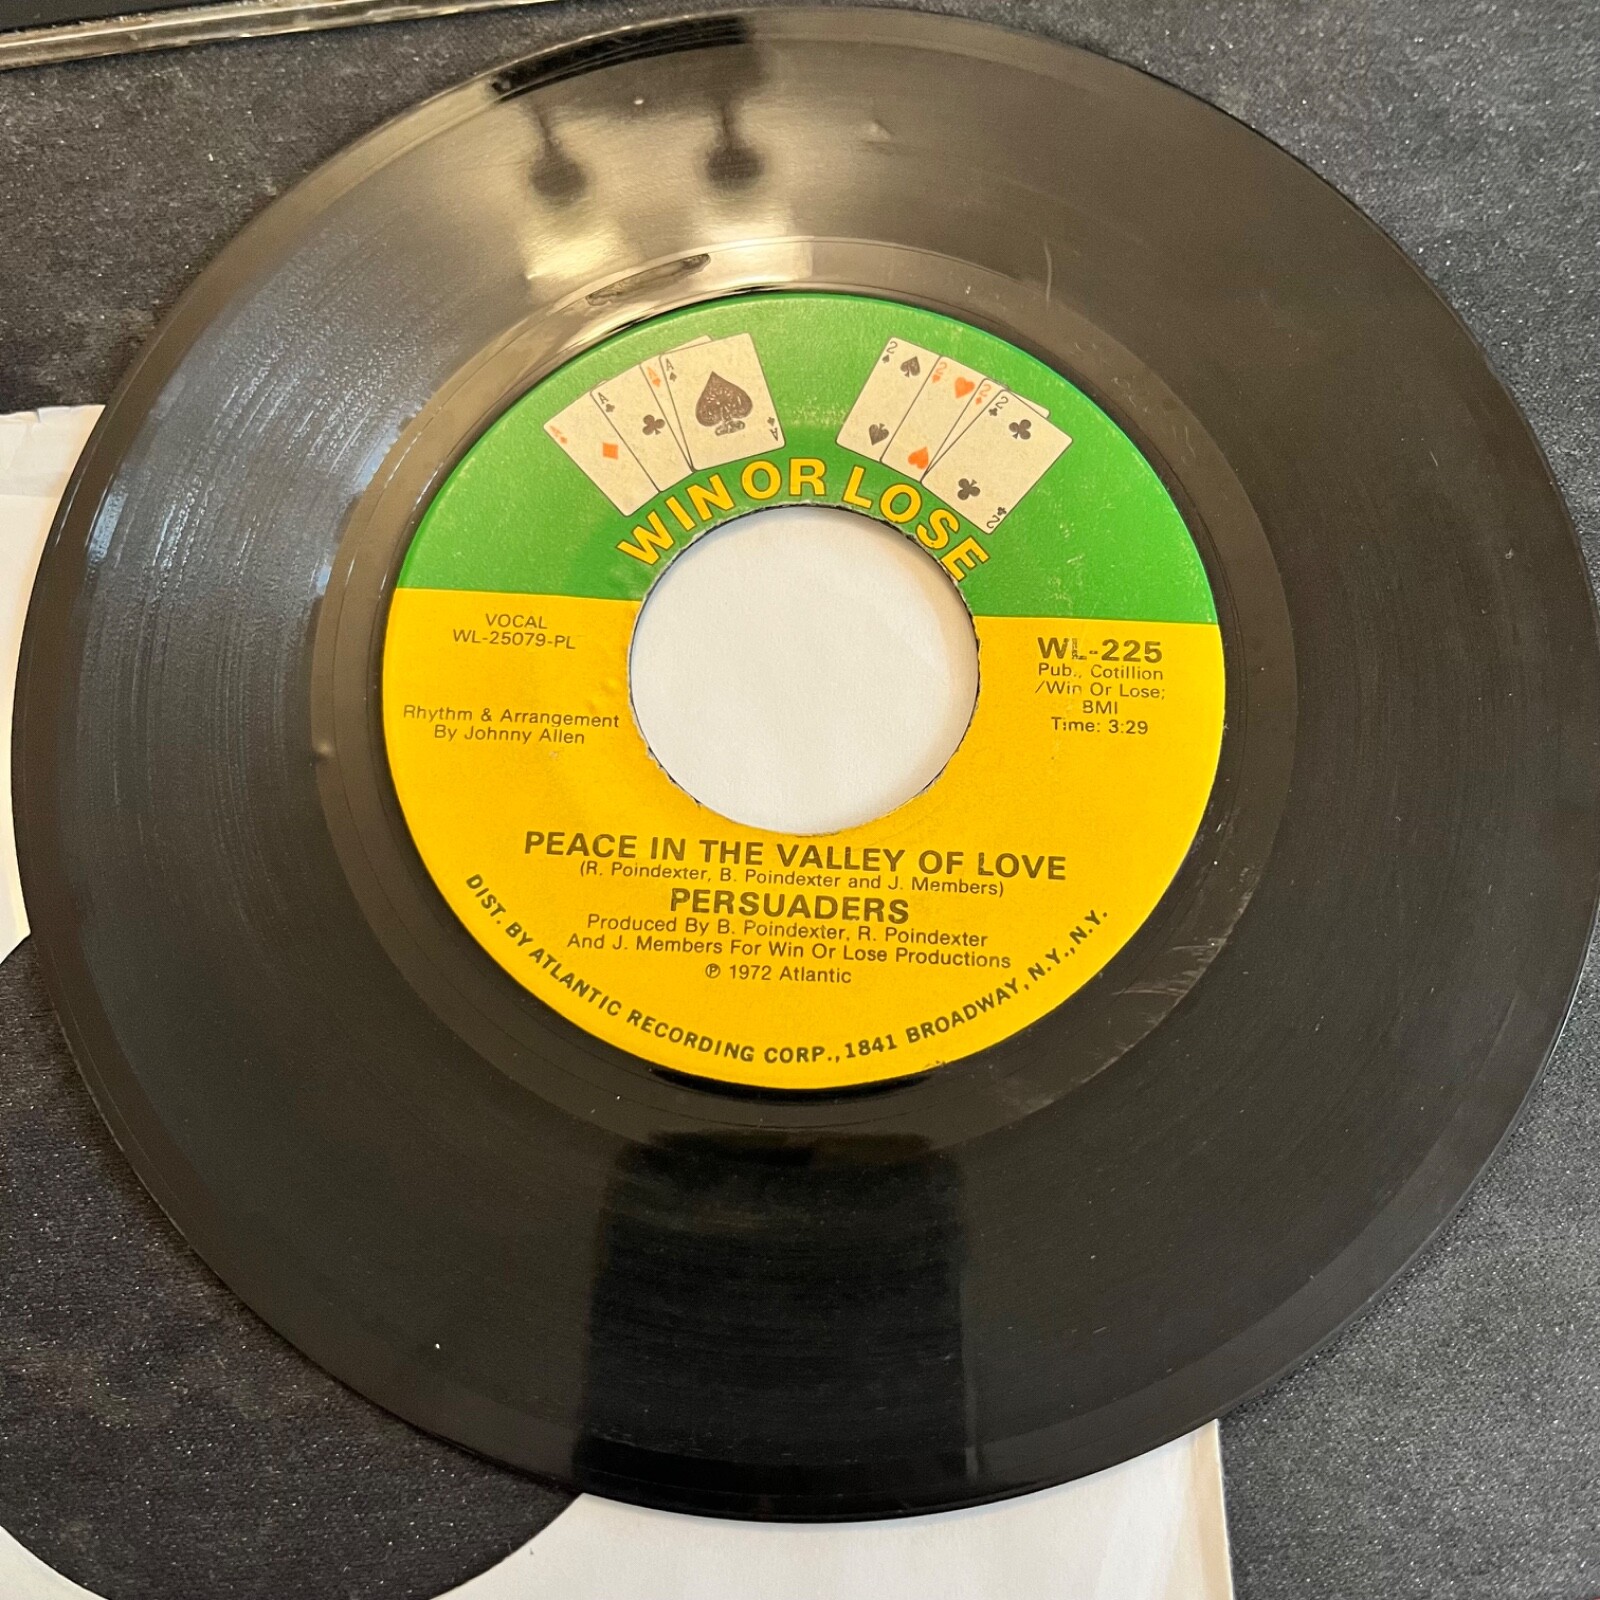 WIN OR LOSE
VOCAL
WL-25079-PL
Rhythm & Arrangement
By Johnny Allen
WL-225
Pub., Cotillion
/Win Or Lose;
BMI
Time: 3:29
PEACE IN THE VALLEY OF LOVE
(R. Poindexter, B. Poindexter and J. Members)
PERSUADERS
Produced By B. Poindexter, R. Poindexter
And J. Members For Win Or Lose Productions
℗ 1972 Atlantic
DIST. BY ATLANTIC RECORDING CORP., 1841 BROADWAY, N.Y., N.Y.